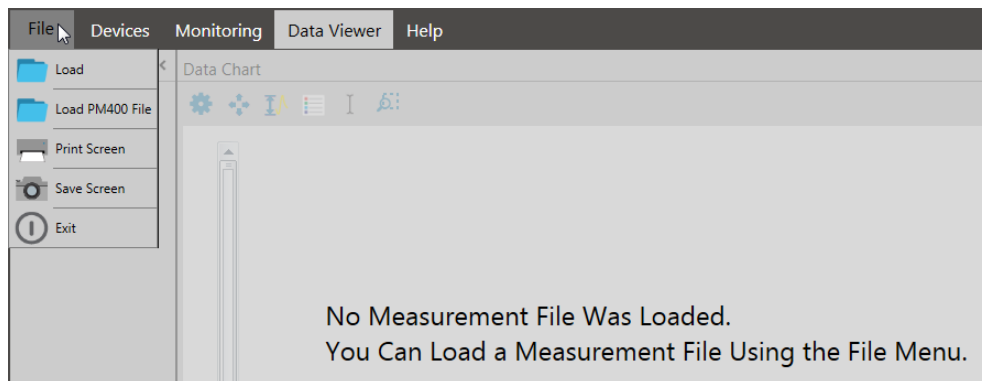 File Devices Monitoring Data Viewer Help
Load
Data Chart
Load PM400 File
Print Screen
Save Screen
Exit
No Measurement File Was Loaded.
You Can Load a Measurement File Using the File Menu.